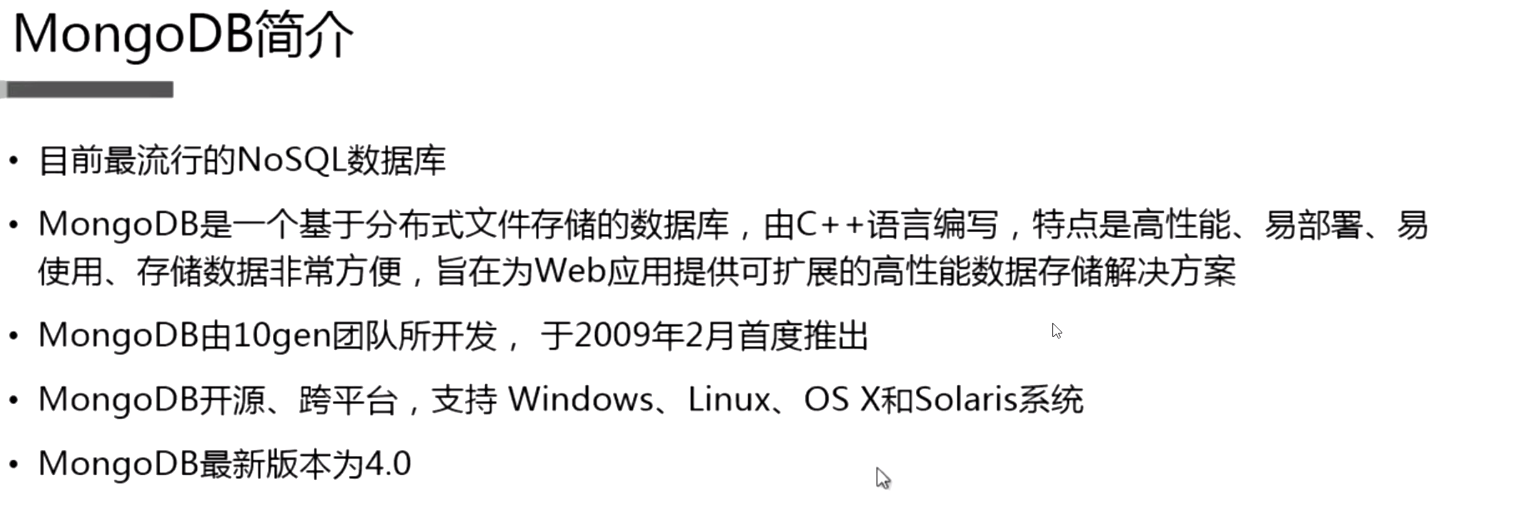 MongoDB简介
• 目前最流行的NoSQL数据库
• MongoDB是一个基于分布式文件存储的数据库，由C++语言编写，特点是高性能、易部署、易
使用、存储数据非常方便，旨在为Web应用提供可扩展的高性能数据存储解决方案
• MongoDB由10gen团队所开发， 于2009年2月首度推出
• MongoDB开源、跨平台，支持 Windows、Linux、OS X和Solaris系统
• MongoDB最新版本为4.0